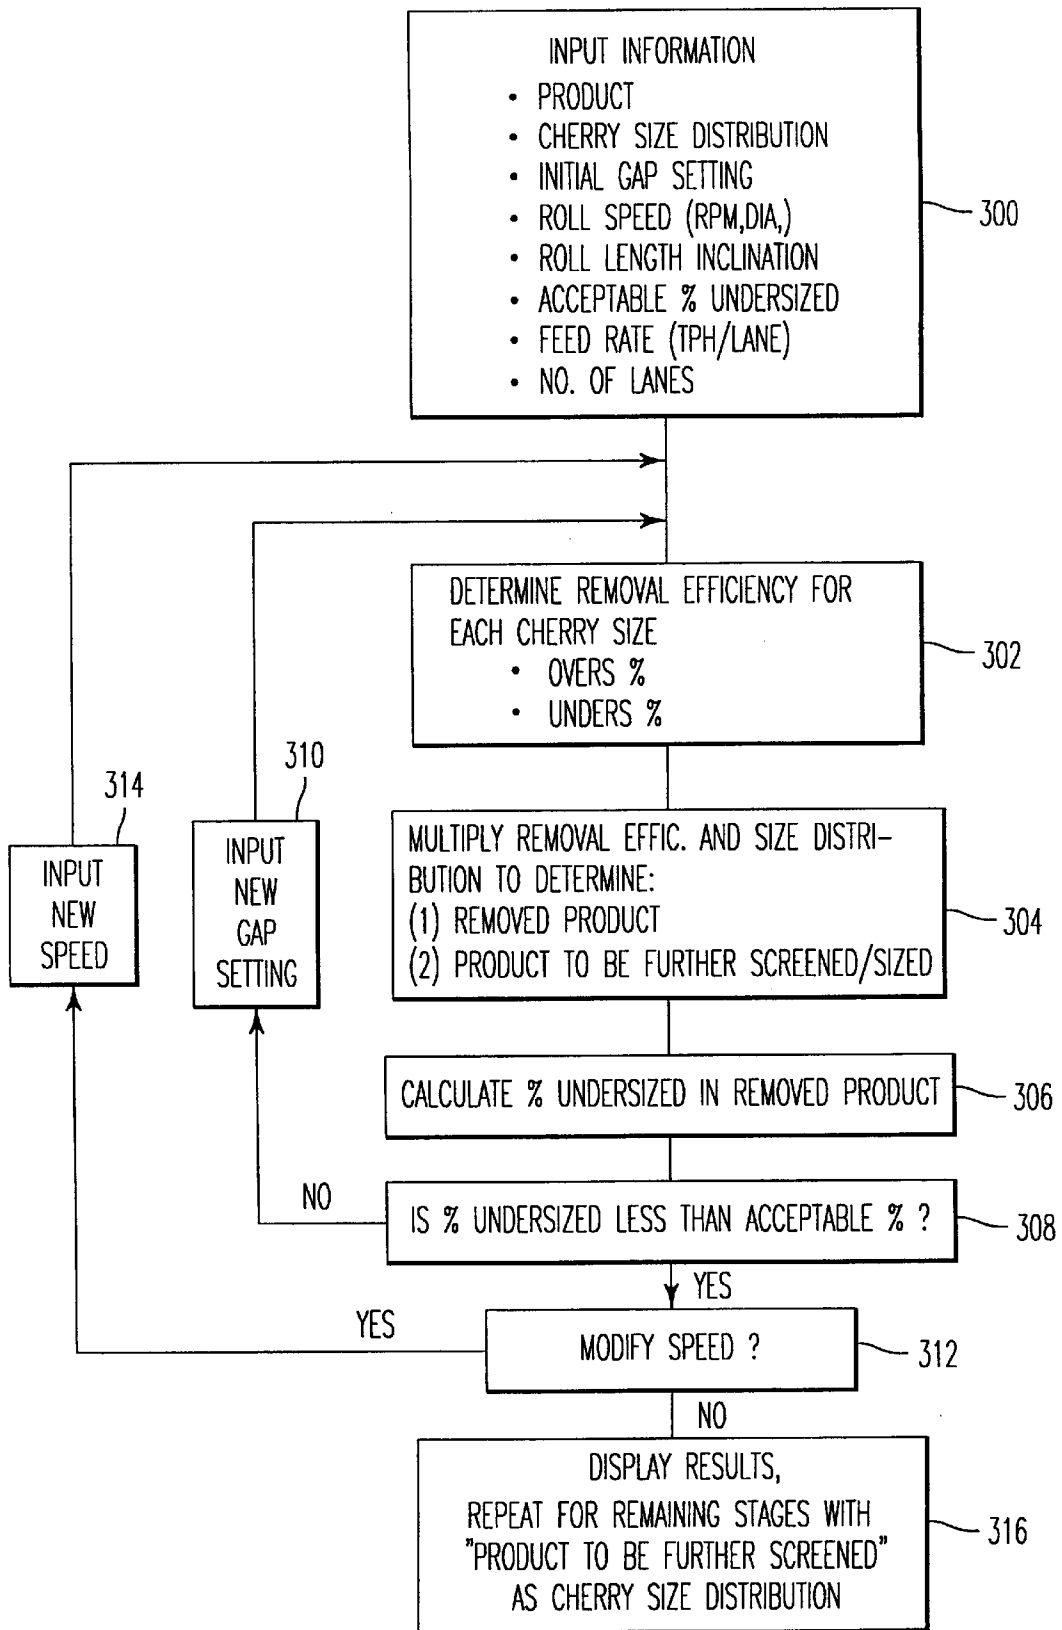 INPUT INFORMATION
• PRODUCT
• CHERRY SIZE DISTRIBUTION
• INITIAL GAP SETTING
• ROLL SPEED (RPM,DIA,)
• ROLL LENGTH INCLINATION
• ACCEPTABLE % UNDERSIZED
• FEED RATE (TPH/LANE)
• NO. OF LANES
300
DETERMINE REMOVAL EFFICIENCY FOR
EACH CHERRY SIZE
• OVERS %
• UNDERS %
302
314
INPUT
NEW
SPEED
310
INPUT
NEW
GAP
SETTING
MULTIPLY REMOVAL EFFIC. AND SIZE DISTRI-
BUTION TO DETERMINE:
(1) REMOVED PRODUCT
(2) PRODUCT TO BE FURTHER SCREENED/SIZED
304
CALCULATE % UNDERSIZED IN REMOVED PRODUCT
306
NO
IS % UNDERSIZED LESS THAN ACCEPTABLE % ?
308
YES
YES
MODIFY SPEED ?
312
NO
DISPLAY RESULTS,
REPEAT FOR REMAINING STAGES WITH
"PRODUCT TO BE FURTHER SCREENED"
AS CHERRY SIZE DISTRIBUTION
316